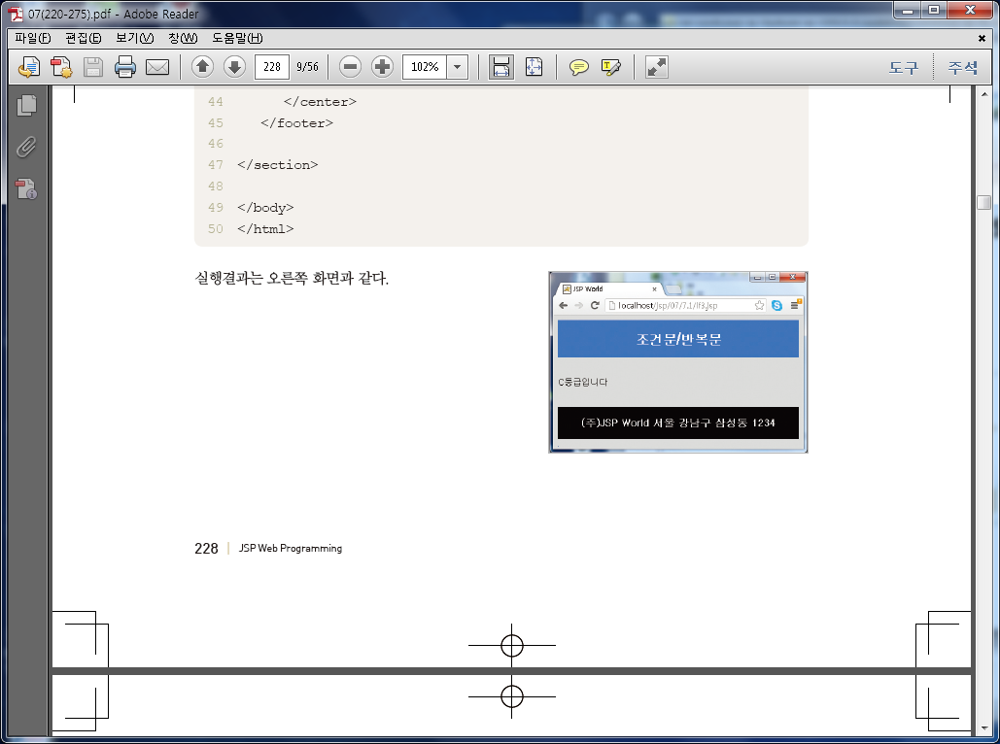 07(220-275).pdf - Adobe Reader
파일(F) 편집(E) 보기(V) 창(W) 도움말(H)
228 9/56 102% 도구 주석
44 </center>
45 </footer>
46
47 </section>
48
49 </body>
50 </html>
실행결과는 오른쪽 화면과 같다.
JSP World
localhost/jsp/07/7.1/if3.jsp
조건문/반복문
C등급입니다
(주)JSP World 서울 강남구 삼성동 1234
228 | JSP Web Programming